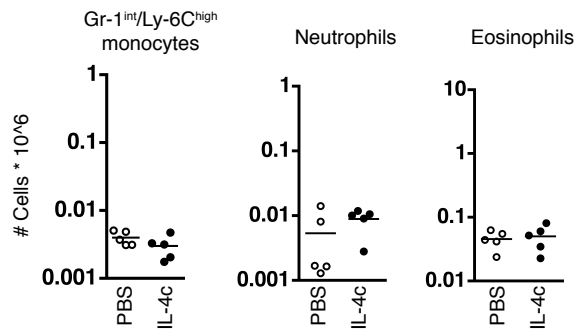 Gr-1int/Ly-6Chigh
monocytes
Neutrophils
Eosinophils
# Cells * 10^6
1
0.1
0.01
0.001
PBS
IL-4c
1
0.1
0.01
0.001
PBS
IL-4c
10
1
0.1
0.01
PBS
IL-4c